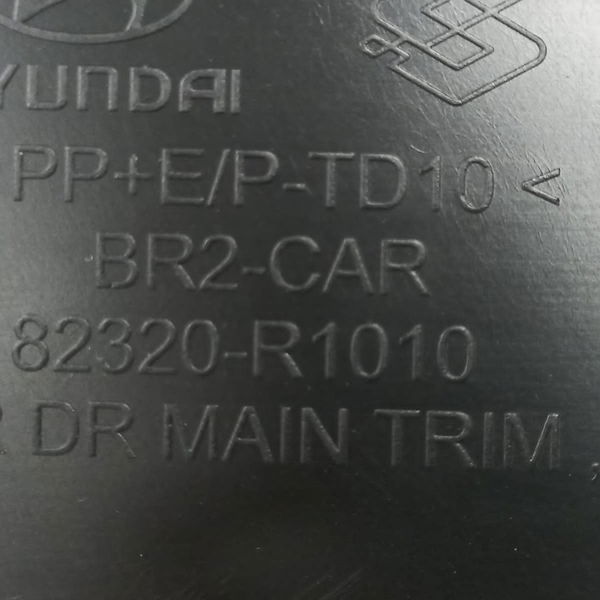 HYUNDAI
PP+E/P-TD10 <
BR2-CAR
82320-R1010
DR MAIN TRIM